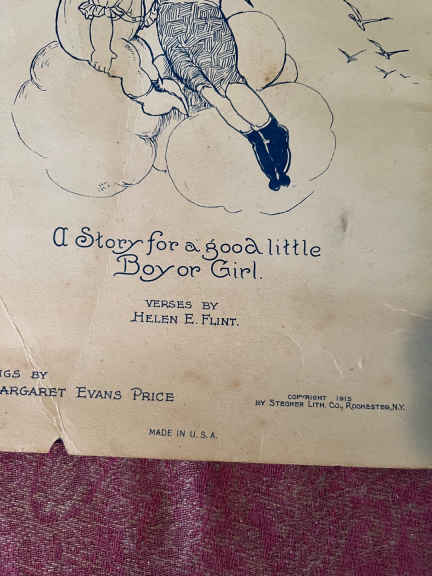 A Story for a good little
Boy or Girl.
VERSES BY
HELEN E. FLINT.
BY
EVANS PRICE
COPYRIGHT 1915
BY STECHER LITH. CO., ROCHESTER, N.Y.
MADE IN U.S.A.